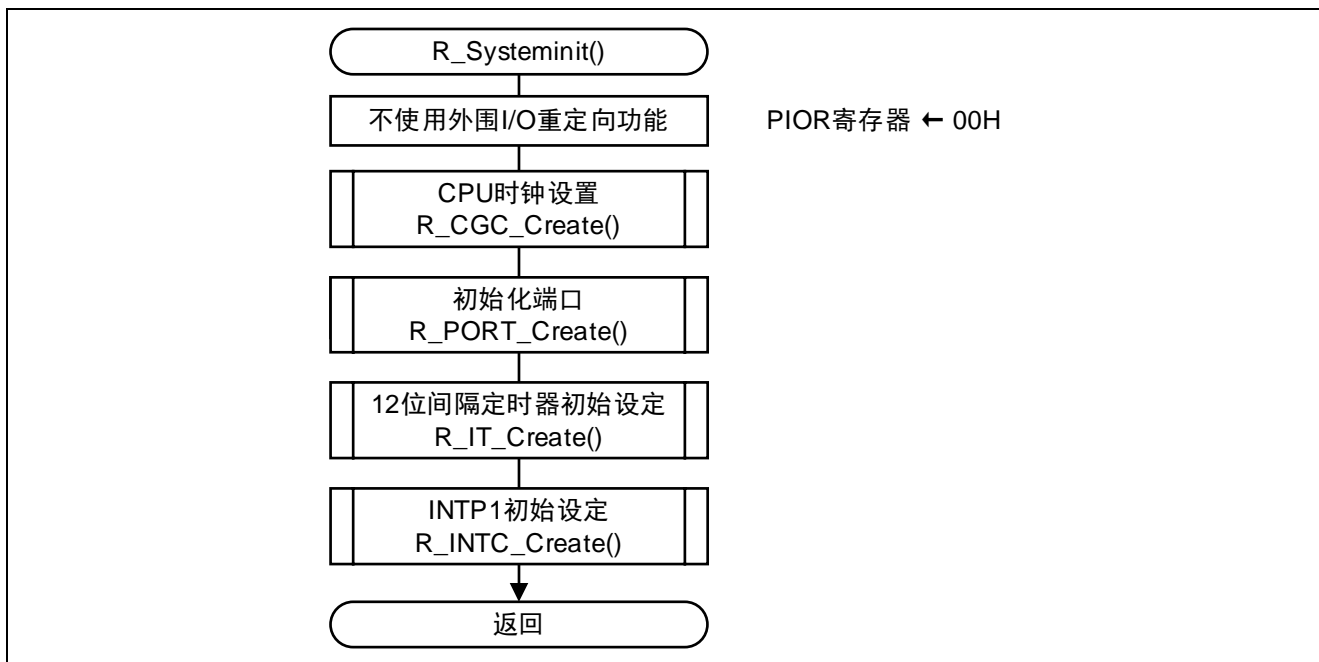 R_Systeminit()
不使用外围I/O重定向功能 PIOR寄存器 ← 00H
CPU时钟设置
R_CGC_Create()
初始化端口
R_PORT_Create()
12位间隔定时器初始设定
R_IT_Create()
INTP1初始设定
R_INTC_Create()
返回